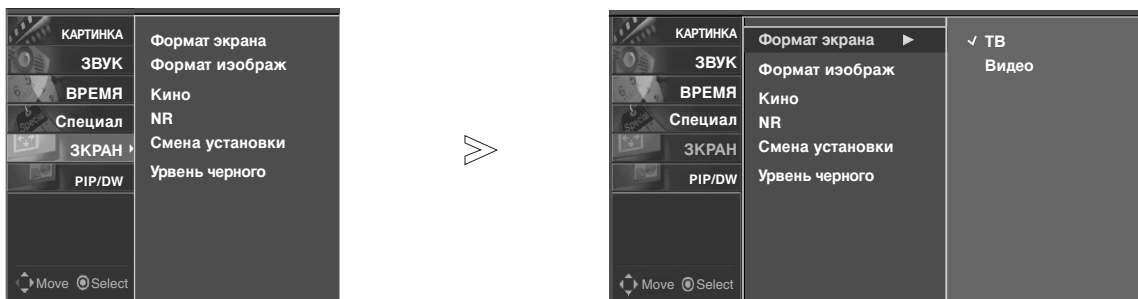 КАРТИНКА
ЗВУК
ВРЕМЯ
Специал
ЗКРАН
PIP/DW
Формат экрана
Формат изображ
Кино
NR
Смена установки
Урвень черного
Move Select
КАРТИНКА
ЗВУК
ВРЕМЯ
Специал
ЗКРАН
PIP/DW
Формат экрана ►
Формат изображ
Кино
NR
Смена установки
Урвень черного
✓ ТВ
Видео
Move Select